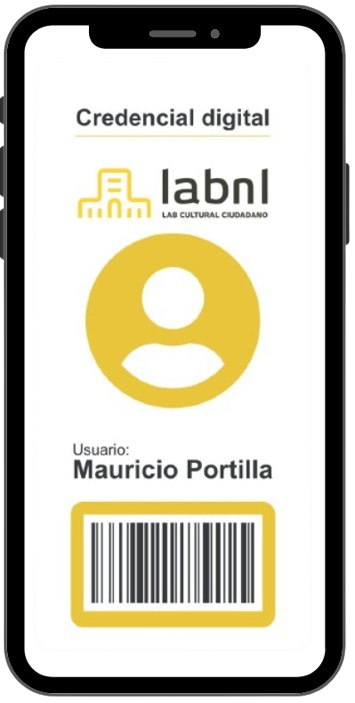 Credencial digital
labnl
LAB CULTURAL CIUDADANO
Usuario:
Mauricio Portilla